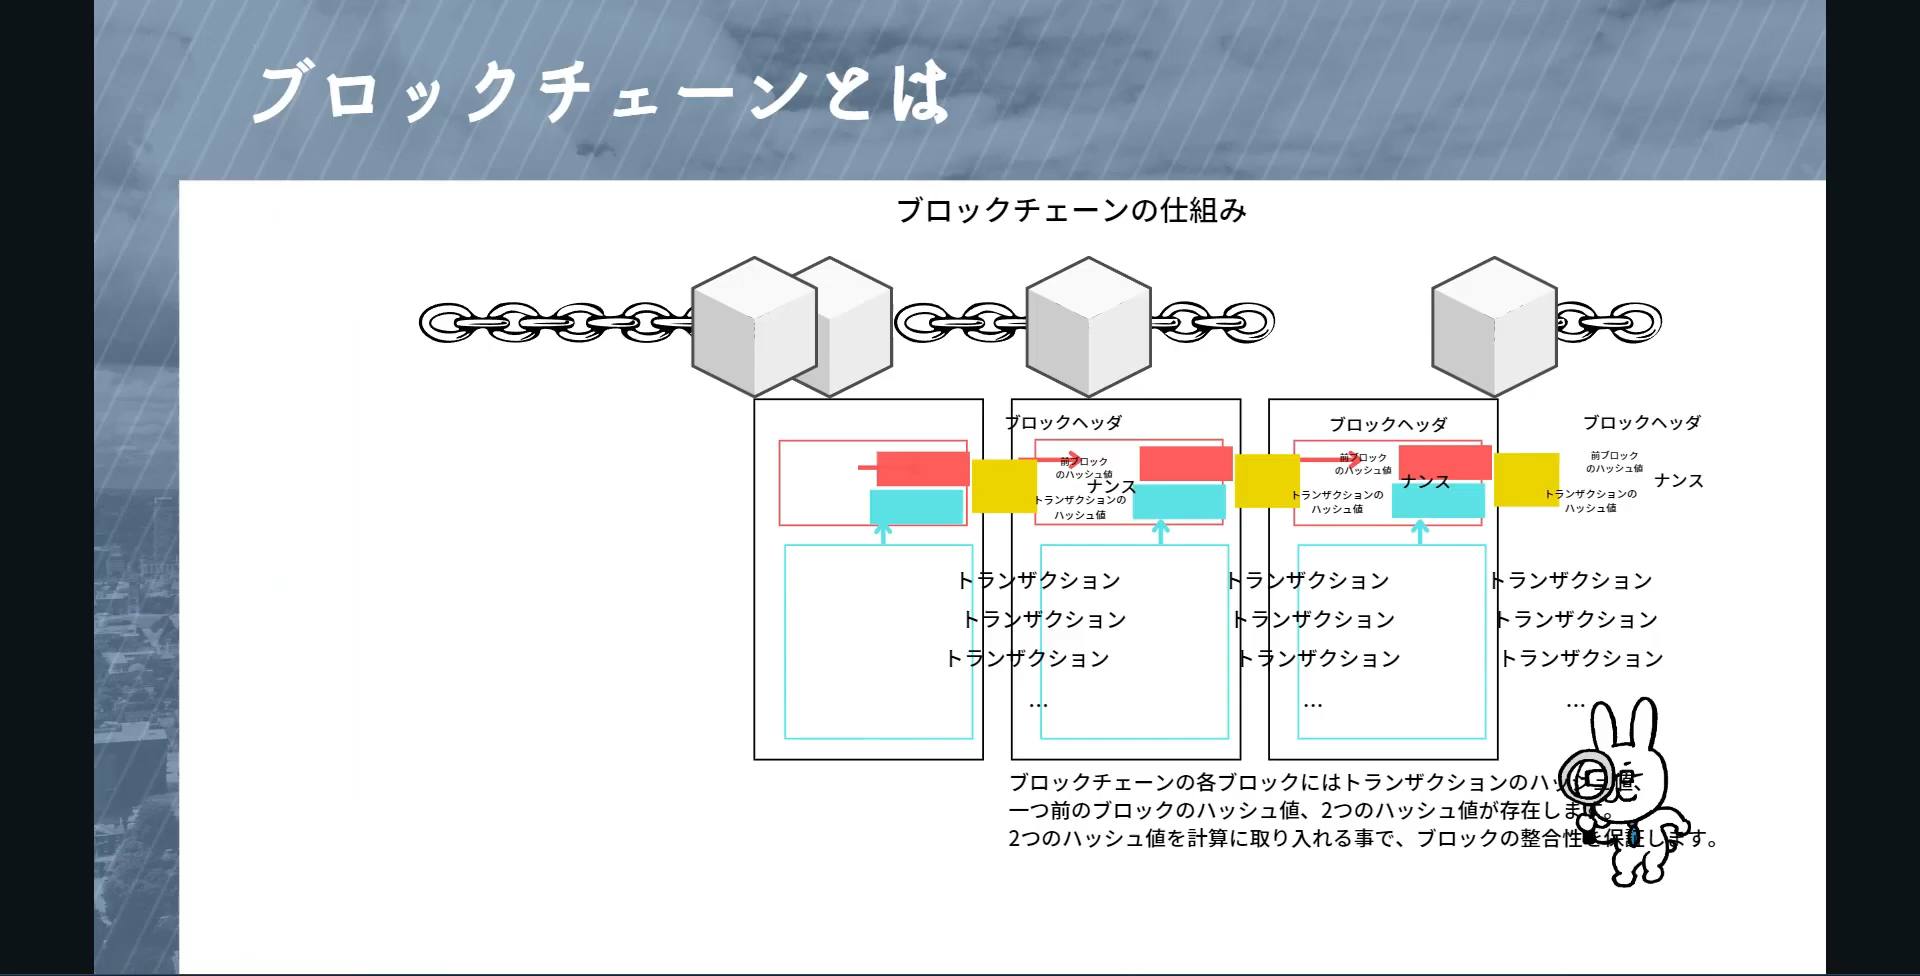 ブロックチェーンとは
ブロックチェーンの仕組み
ブロックヘッダ
ブロックヘッダ
ブロックヘッダ
前ブロック
のハッシュ値
ナンス
トランザクションの
ハッシュ値
前ブロック
のハッシュ値
ナンス
トランザクションの
ハッシュ値
前ブロック
のハッシュ値
ナンス
トランザクションの
ハッシュ値
トランザクション
トランザクション
トランザクション
…
トランザクション
トランザクション
トランザクション
…
トランザクション
トランザクション
トランザクション
…
ブロックチェーンの各ブロックにはトランザクションのハッシュ値、
一つ前のブロックのハッシュ値、2つのハッシュ値が存在します。
2つのハッシュ値を計算に取り入れる事で、ブロックの整合性を保証します。